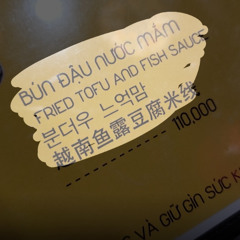 BÚN ĐẬU NƯỚC MẮM
FRIED TOFU AND FISH SAUCE
분더우 느억맘
越南鱼露豆腐米线
110.000
VÀ GIỮ GÌN SỨC